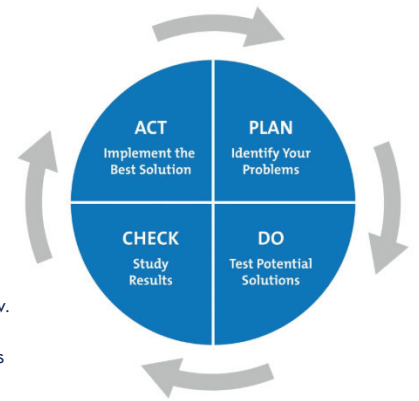 ACT
Implement the
Best Solution
PLAN
Identify Your
Problems
CHECK
Study
Results
DO
Test Potential
Solutions